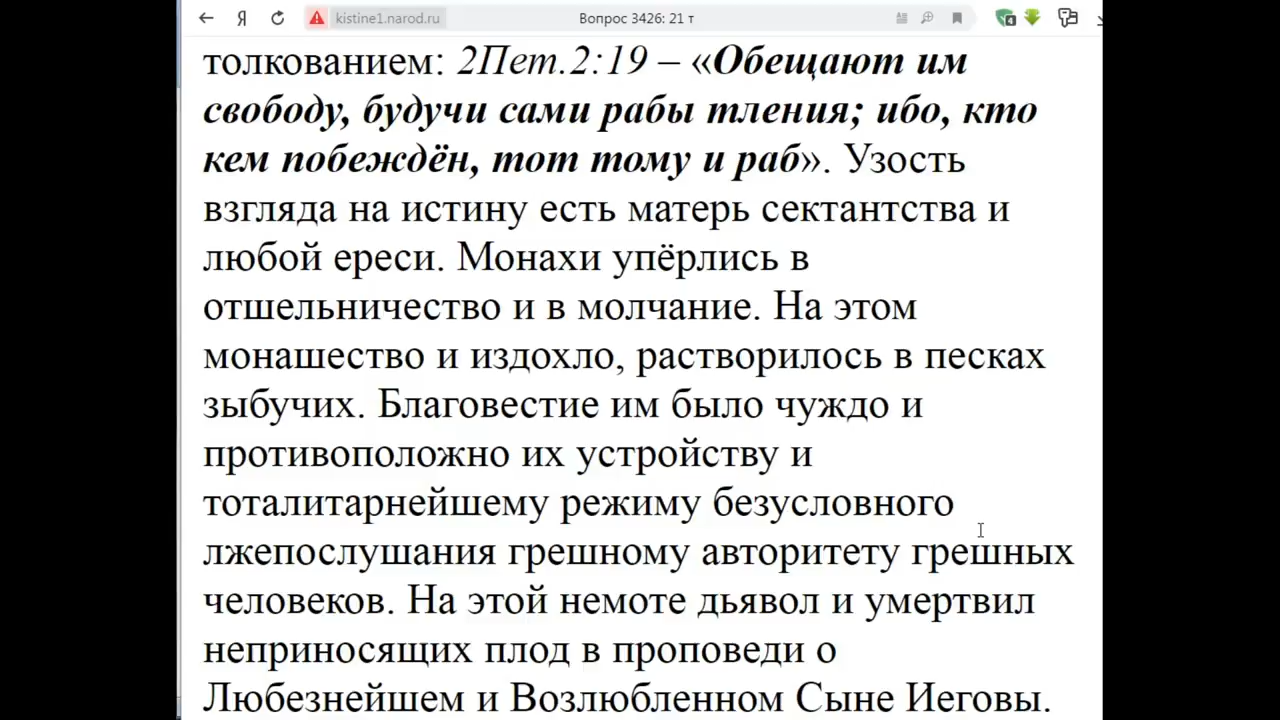 Я kistine1.narod.ru Вопрос 3426: 21 т 4
толкованием: 2Пет.2:19 – «Обещают им
свободу, будучи сами рабы тления; ибо, кто
кем побеждён, тот тому и раб». Узость
взгляда на истину есть матерь сектантства и
любой ереси. Монахи упёрлись в
отшельничество и в молчание. На этом
монашество и издохло, растворилось в песках
зыбучих. Благовестие им было чуждо и
противоположно их устройству и
тоталитарнейшему режиму безусловного
лжепослушания грешному авторитету грешных
человеков. На этой немоте дьявол и умертвил
неприносящих плод в проповеди о
Любезнейшем и Возлюбленном Сыне Иеговы.